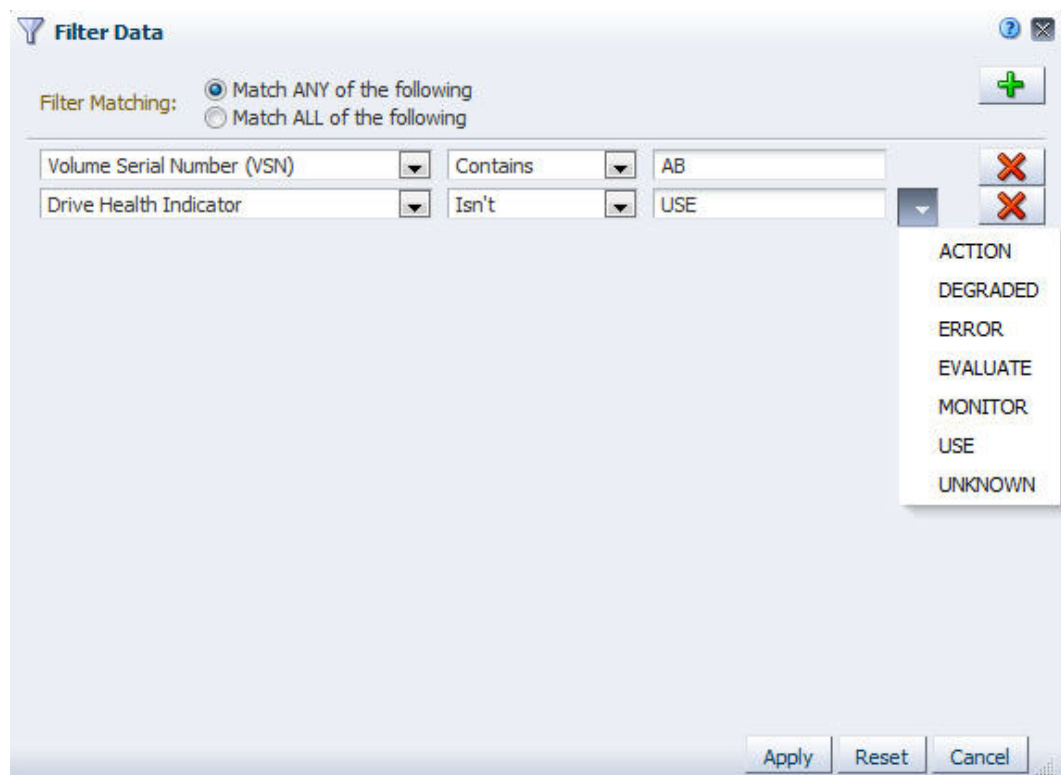 Filter Data
Filter Matching:
Match ANY of the following
Match ALL of the following
Volume Serial Number (VSN) Contains AB
Drive Health Indicator Isn't USE
ACTION
DEGRADED
ERROR
EVALUATE
MONITOR
USE
UNKNOWN
Apply Reset Cancel